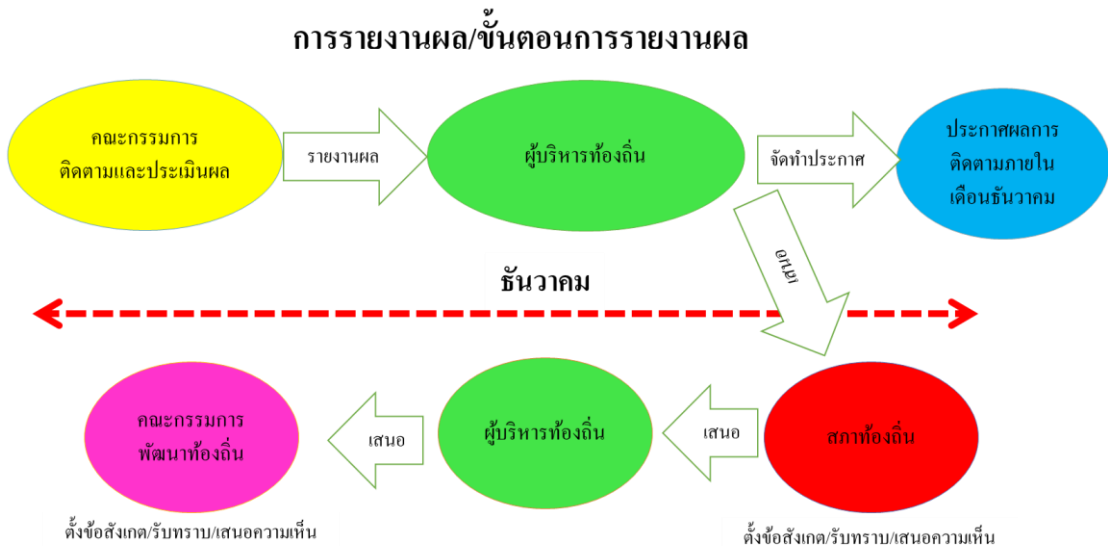 การรายงานผล/ขั้นตอนการรายงานผล
คณะกรรมการ
ติดตามและประเมินผล
รายงานผล
ผู้บริหารท้องถิ่น
จัดทำประกาศ
ประกาศผลการ
ติดตามภายใน
เดือนธันวาคม
เสนอ
ธันวาคม
คณะกรรมการ
พัฒนาท้องถิ่น
เสนอ
ผู้บริหารท้องถิ่น
เสนอ
สภาท้องถิ่น
ตั้งข้อสังเกต/รับทราบ/เสนอความเห็น
ตั้งข้อสังเกต/รับทราบ/เสนอความเห็น